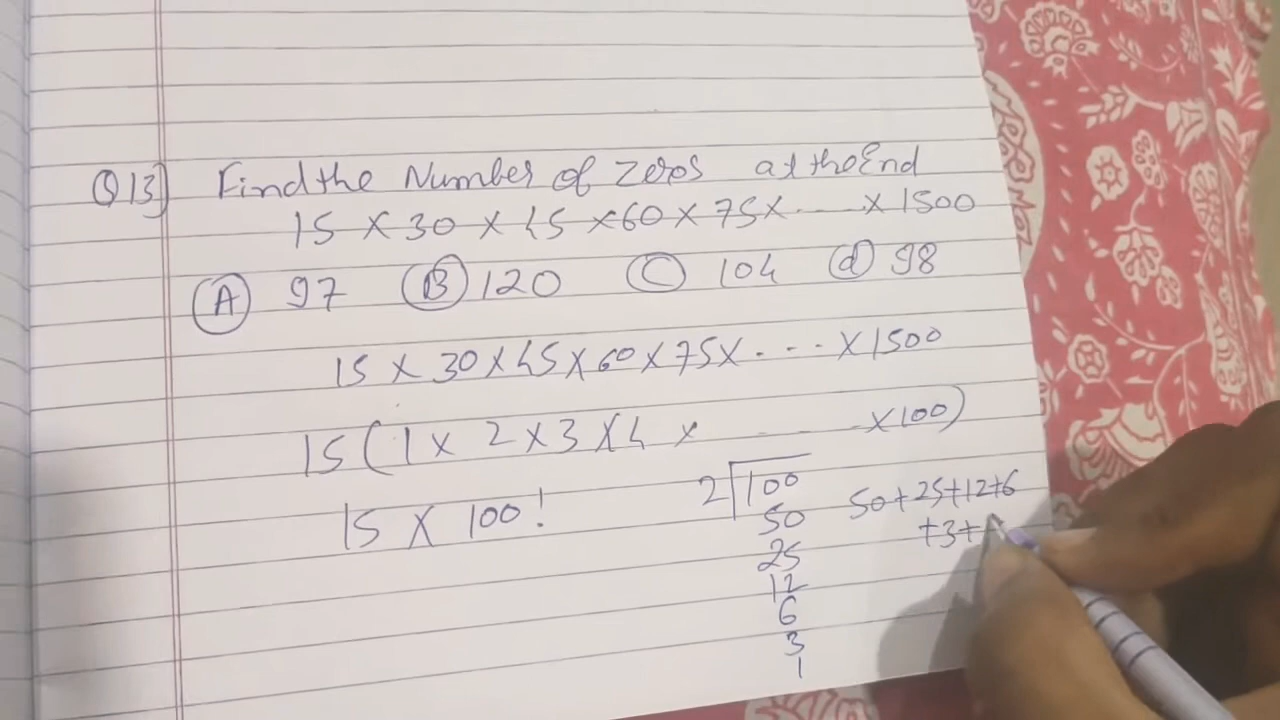 Q13] Find the Number of Zeros at the End
15 X 30 X 45 X 60 X 75 X ..... X 1500
(A) 97 (B) 120 (C) 104 (d) 98
15 X 30 X 45 X 60 X 75 X .... X 1500
15 ( 1 X 2 X 3 X 4 X ..... X 100 )
15 X 100!
2 100
50
25
12
6
3
1
50+25+12+6
+3+